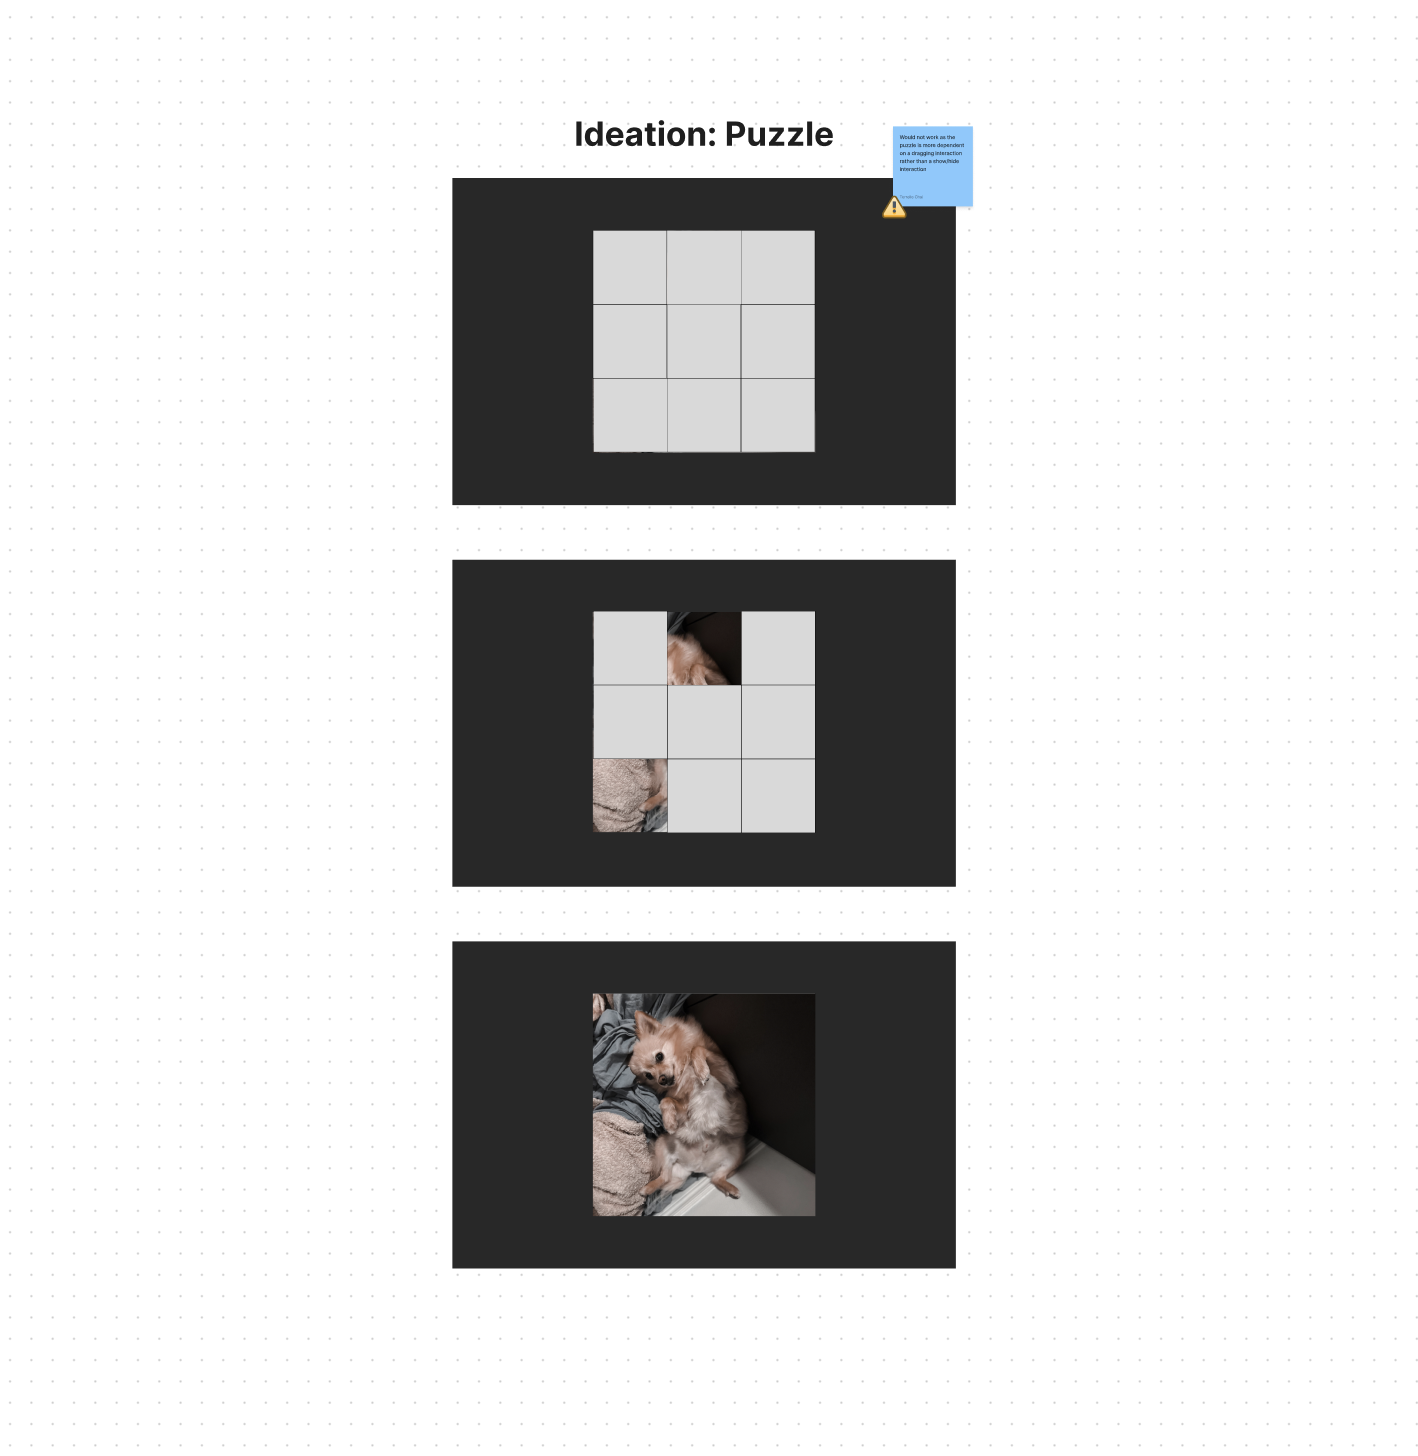 Ideation: Puzzle
Would not work as the
puzzle is more dependent
on a dragging interaction
rather than a show/hide
interaction